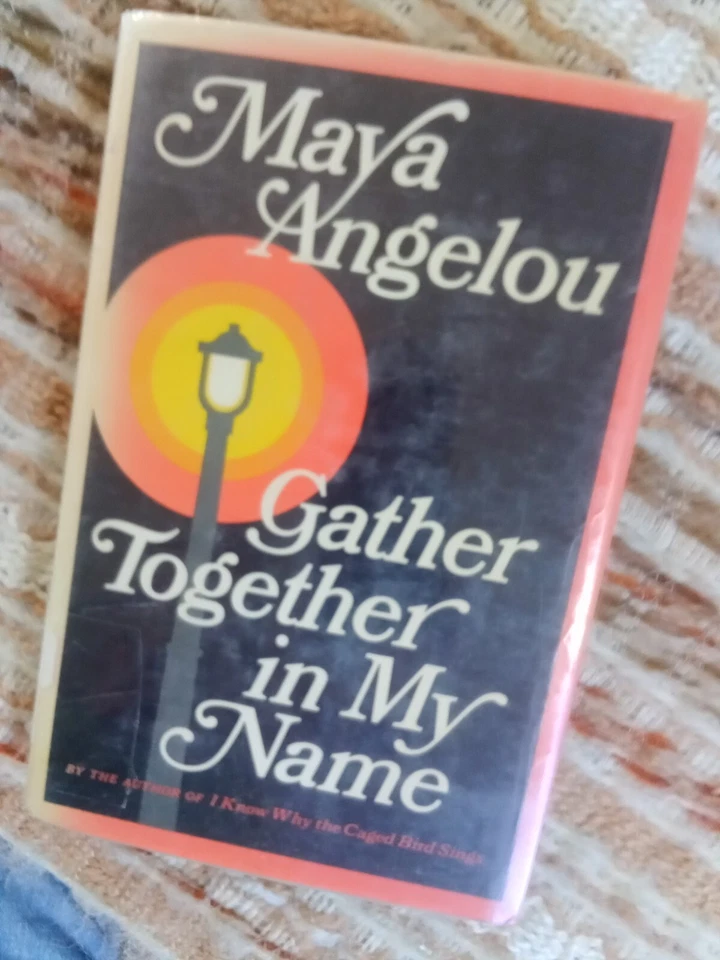 Maya
Angelou
Gather
Together
in My
Name
BY THE AUTHOR OF I Know Why the Caged Bird Sings